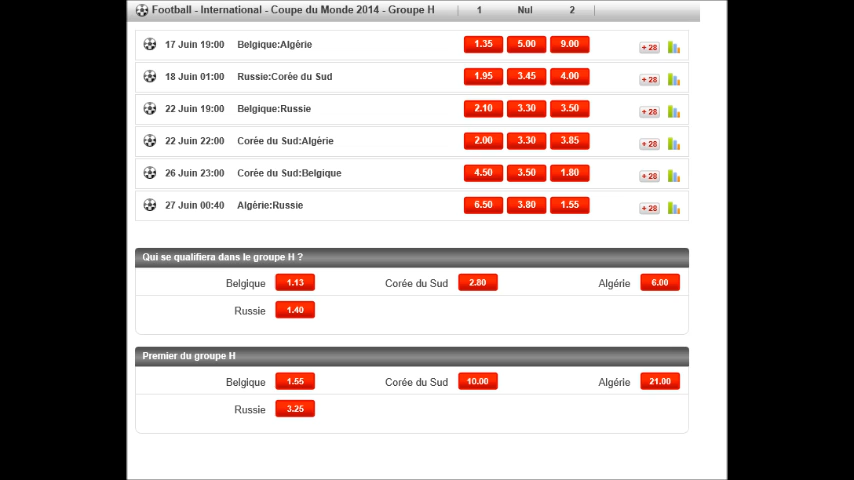 Football - International - Coupe du Monde 2014 - Groupe H 1 Nul 2
17 Juin 19:00 Belgique:Algérie 1.35 5.00 9.00 + 28
18 Juin 01:00 Russie:Corée du Sud 1.95 3.45 4.00 + 28
22 Juin 19:00 Belgique:Russie 2.10 3.30 3.50 + 28
22 Juin 22:00 Corée du Sud:Algérie 2.00 3.30 3.85 + 28
26 Juin 23:00 Corée du Sud:Belgique 4.50 3.50 1.80 + 28
27 Juin 00:40 Algérie:Russie 6.50 3.80 1.55 + 28
Qui se qualifiera dans le groupe H ?
Belgique 1.13 Corée du Sud 2.80 Algérie 6.00
Russie 1.40
Premier du groupe H
Belgique 1.55 Corée du Sud 10.00 Algérie 21.00
Russie 3.25